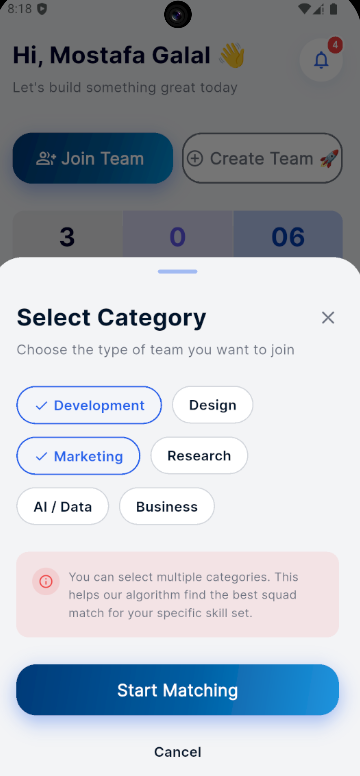 8:18
Hi, Mostafa Galal 👋
4
Let's build something great today
Join Team
Create Team 🚀
3
0
06
Select Category
Choose the type of team you want to join
Development
Design
Marketing
Research
AI / Data
Business
You can select multiple categories. This
helps our algorithm find the best squad
match for your specific skill set.
Start Matching
Cancel